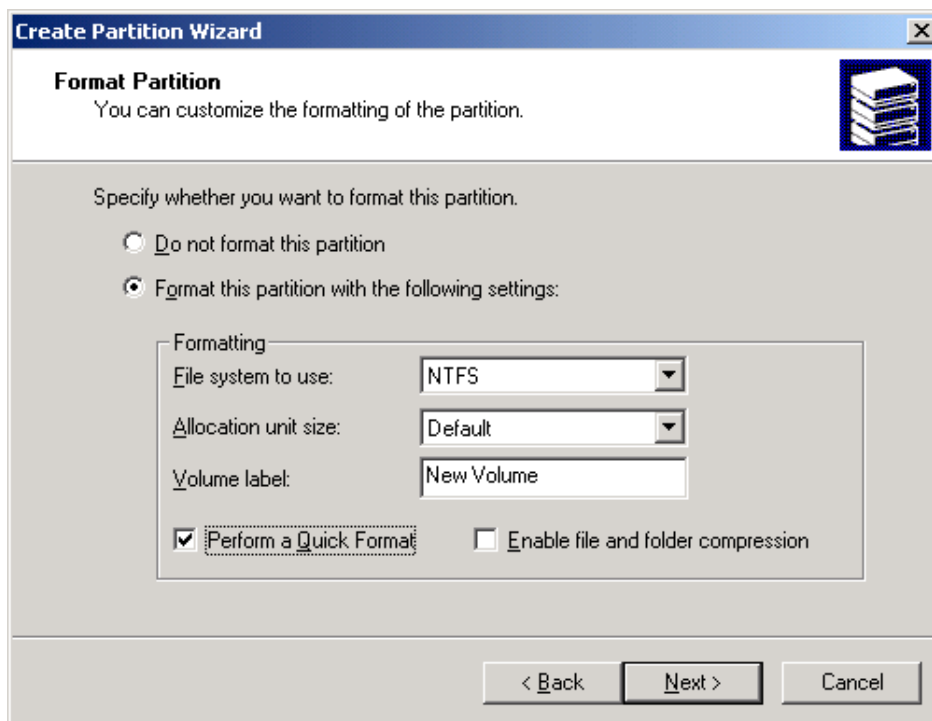 Create Partition Wizard
Format Partition
You can customize the formatting of the partition.
Specify whether you want to format this partition.
Do not format this partition
Format this partition with the following settings:
Formatting
File system to use: NTFS
Allocation unit size: Default
Volume label: New Volume
Perform a Quick Format Enable file and folder compression
< Back Next > Cancel